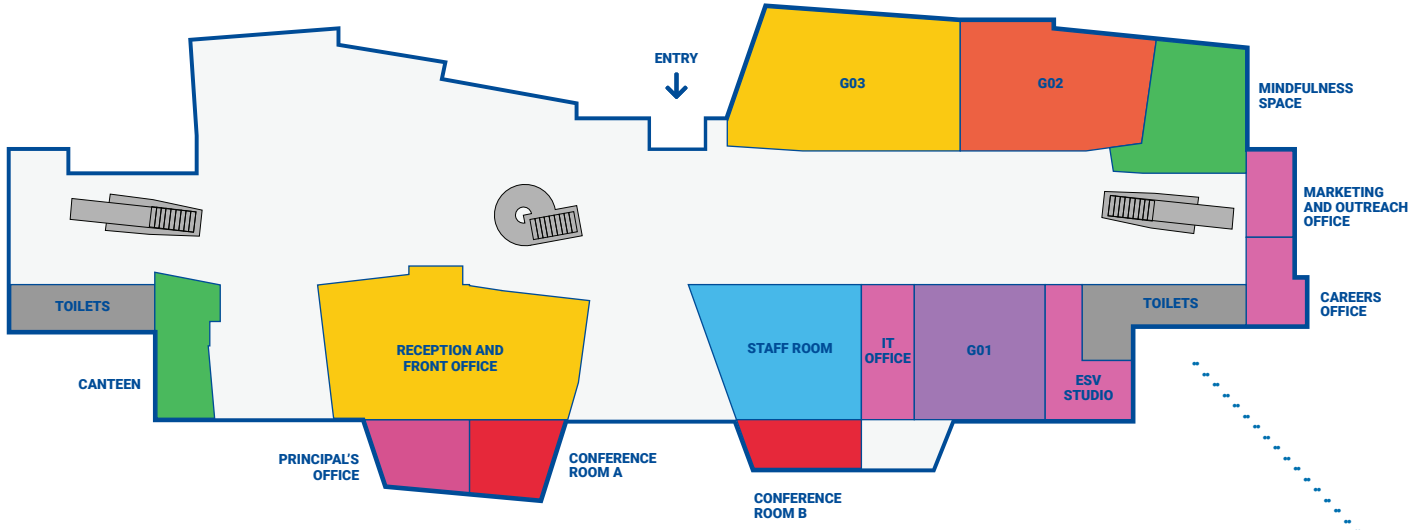 ENTRY
G03
G02
MINDFULNESS
SPACE
MARKETING
AND OUTREACH
OFFICE
CAREERS
OFFICE
TOILETS
TOILETS
CANTEEN
RECEPTION AND
FRONT OFFICE
STAFF ROOM
IT
OFFICE
G01
ESV
STUDIO
PRINCIPAL'S
OFFICE
CONFERENCE
ROOM A
CONFERENCE
ROOM B